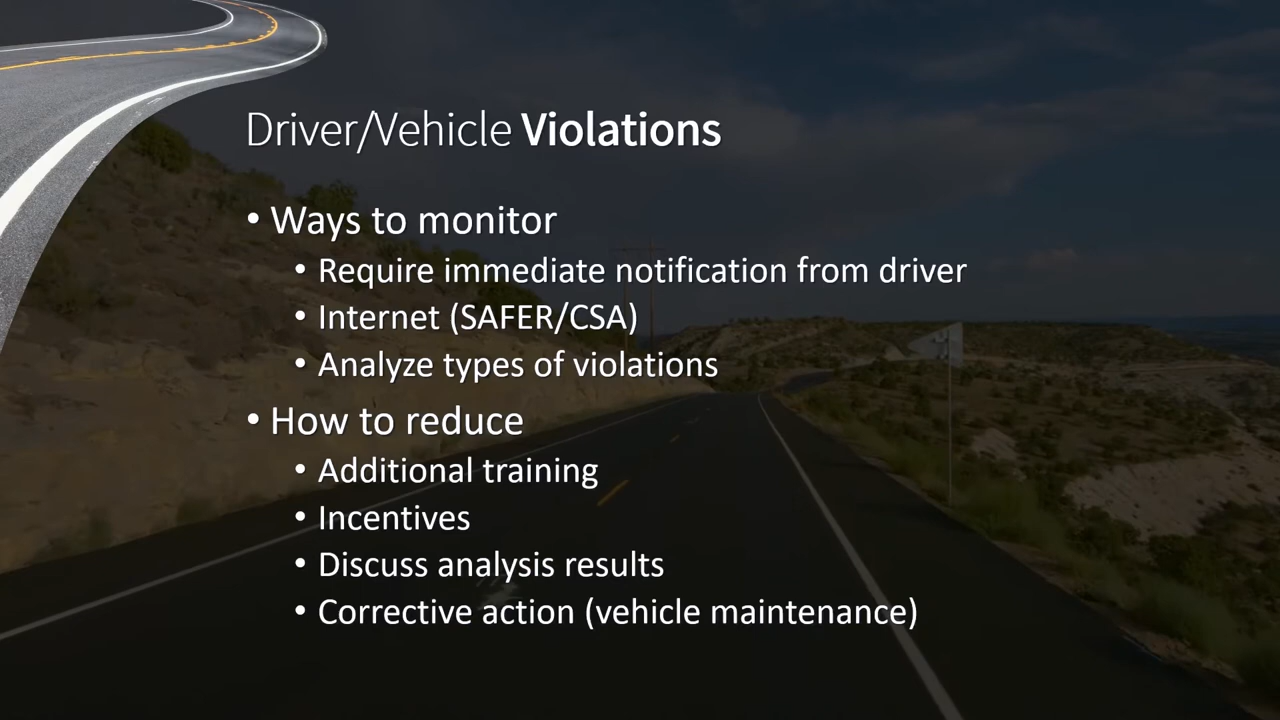 Driver/Vehicle Violations
• Ways to monitor
• Require immediate notification from driver
• Internet (SAFER/CSA)
• Analyze types of violations
• How to reduce
• Additional training
• Incentives
• Discuss analysis results
• Corrective action (vehicle maintenance)